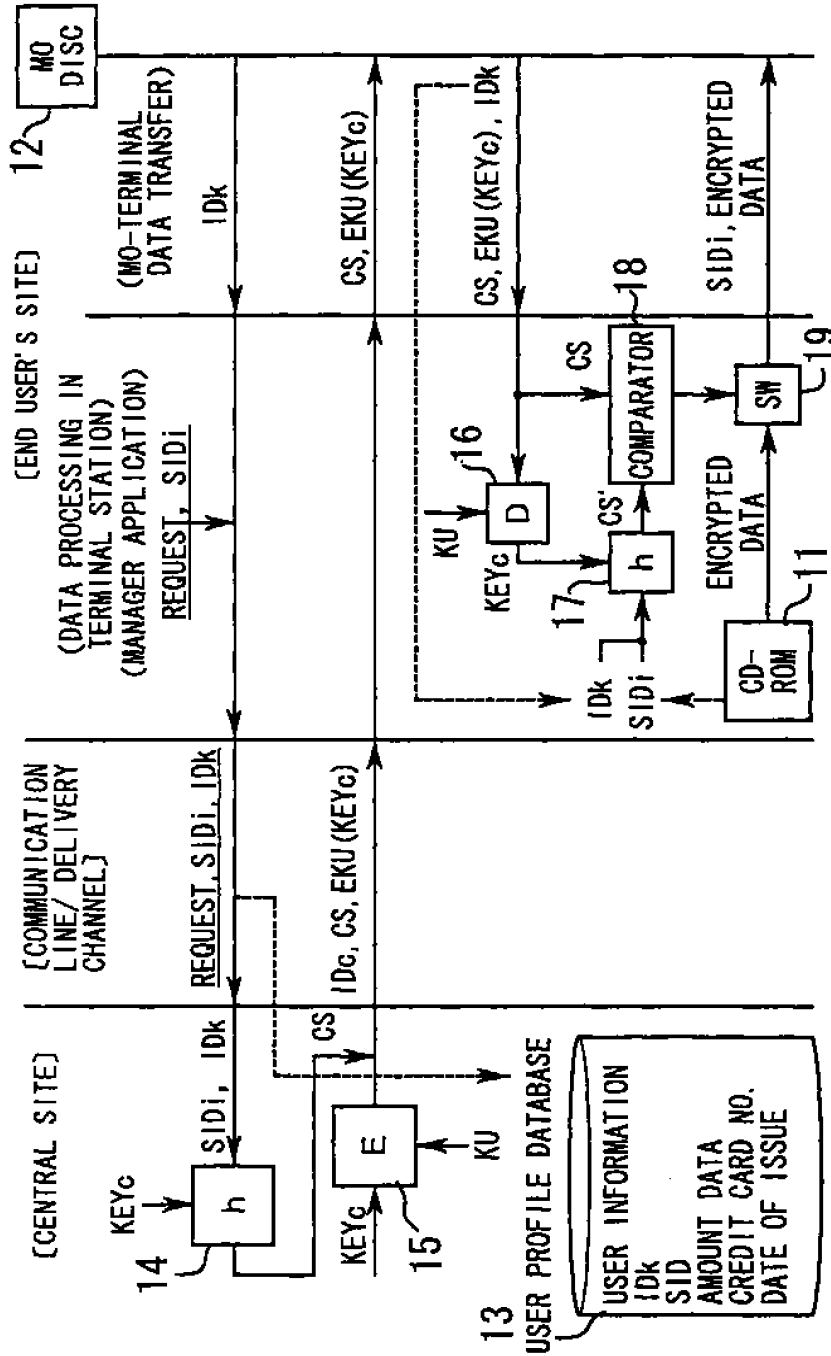 [CENTRAL SITE]
[COMMUNICATION
LINE/ DELIVERY
CHANNEL]
[END USER'S SITE]
(DATA PROCESSING IN
TERMINAL STATION)
(MANAGER APPLICATION)
(MO-TERMINAL
DATA TRANSFER)
12
MO
DISC
KEYc
SIDi, IDk
REQUEST, SIDi, IDk
REQUEST, SIDi
IDk
h
14
CS
KEYc
E
15
KU
IDc, CS, EKU(KEYc)
CS, EKU(KEYc)
IDk
CS, EKU(KEYc), IDk
KU
16
D
KEYc
17
h
CS'
CS
18
COMPARATOR
IDk
SIDi
CD-
ROM
11
ENCRYPTED
DATA
SW
19
SIDi, ENCRYPTED
DATA
13
USER PROFILE DATABASE
USER INFORMATION
IDk
SID
AMOUNT DATA
CREDIT CARD NO.
DATE OF ISSUE